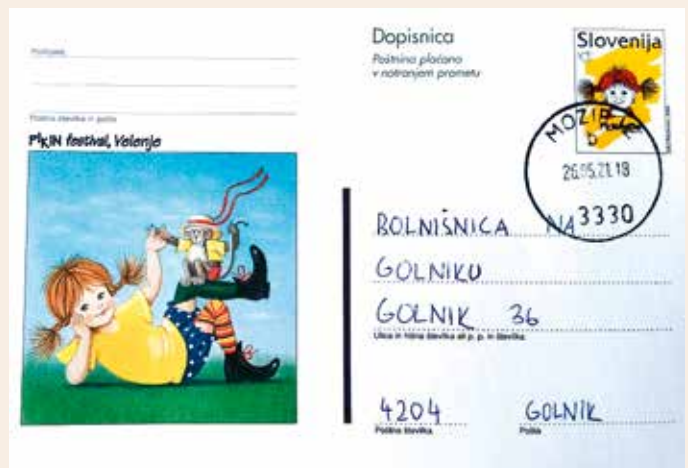 Pošiljatelj
Poštna številka in pošta
PIKIN festival, Velenje
Dopisnica
Poštnina plačana
v notranjem prometu
Slovenija
MOZIRJE
26.05.21.18
3330
BOLNIŠNICA NA
GOLNIKU
GOLNIK 36
Ulica in hišna številka ali p. p. in številka
4204 GOLNIK
Poštna številka Pošta